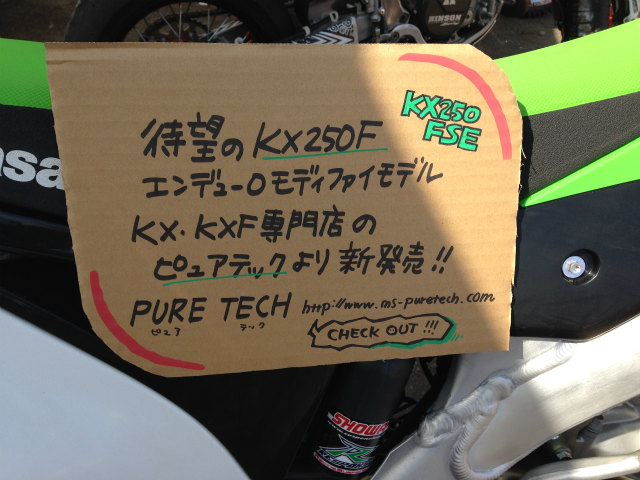 HINSON
KX250
FSE
待望のKX250F
エンデューロモディファイモデル
KX・KXF専門店の
ピュアテックより新発売!!
PURE TECH http://www.ms-puretech.com
ピュア テック
CHECK OUT!!!
SHOWA